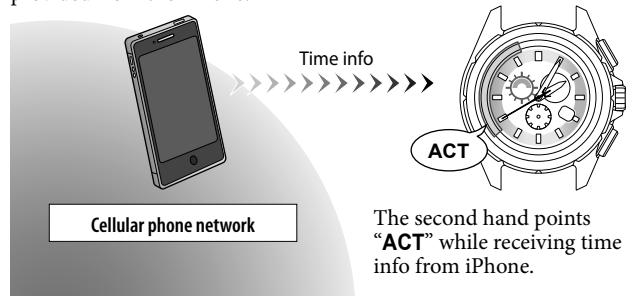 Time info
ACT
Cellular phone network
The second hand points
“ACT” while receiving time
info from iPhone.